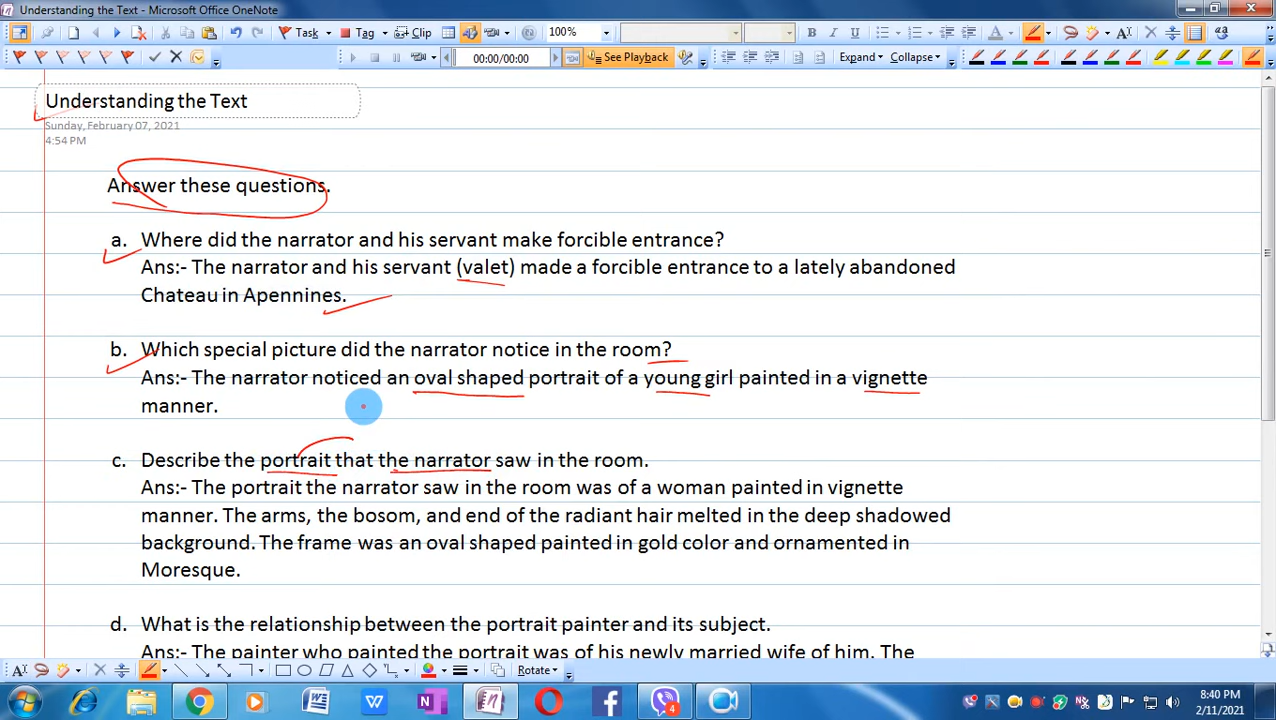 Understanding the Text - Microsoft Office OneNote
Task Tag Clip 100% B I U
00:00/00:00 See Playback Expand Collapse
Understanding the Text
Sunday, February 07, 2021
4:54 PM
Answer these questions.
a. Where did the narrator and his servant make forcible entrance?
Ans:- The narrator and his servant (valet) made a forcible entrance to a lately abandoned
Chateau in Apennines.
b. Which special picture did the narrator notice in the room?
Ans:- The narrator noticed an oval shaped portrait of a young girl painted in a vignette
manner.
c. Describe the portrait that the narrator saw in the room.
Ans:- The portrait the narrator saw in the room was of a woman painted in vignette
manner. The arms, the bosom, and end of the radiant hair melted in the deep shadowed
background. The frame was an oval shaped painted in gold color and ornamented in
Moresque.
d. What is the relationship between the portrait painter and its subject.
Ans:- The painter who painted the portrait was of his newly married wife of him. The
Rotate
4
8:40 PM
2/11/2021